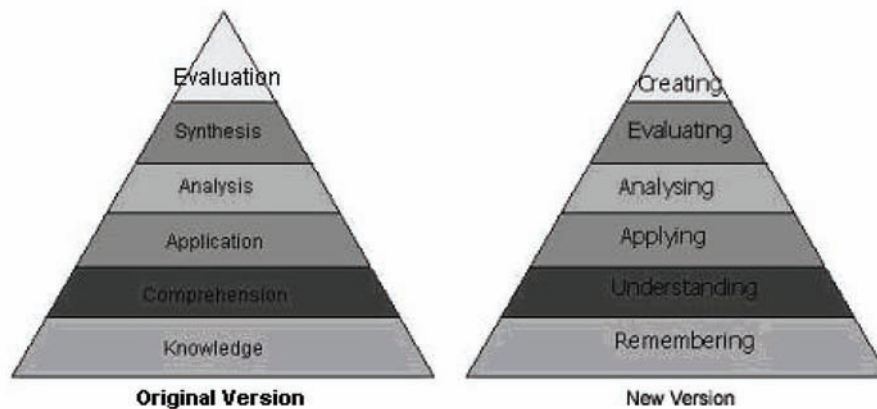 Evaluation
Synthesis
Analysis
Application
Comprehension
Knowledge
Original Version
Creating
Evaluating
Analysing
Applying
Understanding
Remembering
New Version